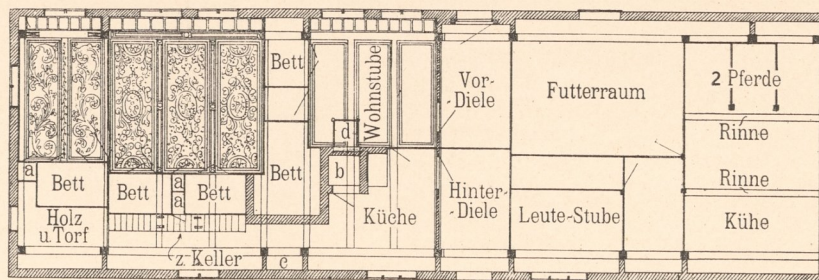 Bett
Wohnstube
Vor-
Diele
Futterraum
2 Pferde
d
Rinne
a
Bett
Bett
a
a
Bett
Bett
b
Hinter-
Diele
Rinne
Holz
u. Torf
Küche
Leute-Stube
Kühe
z. Keller
c